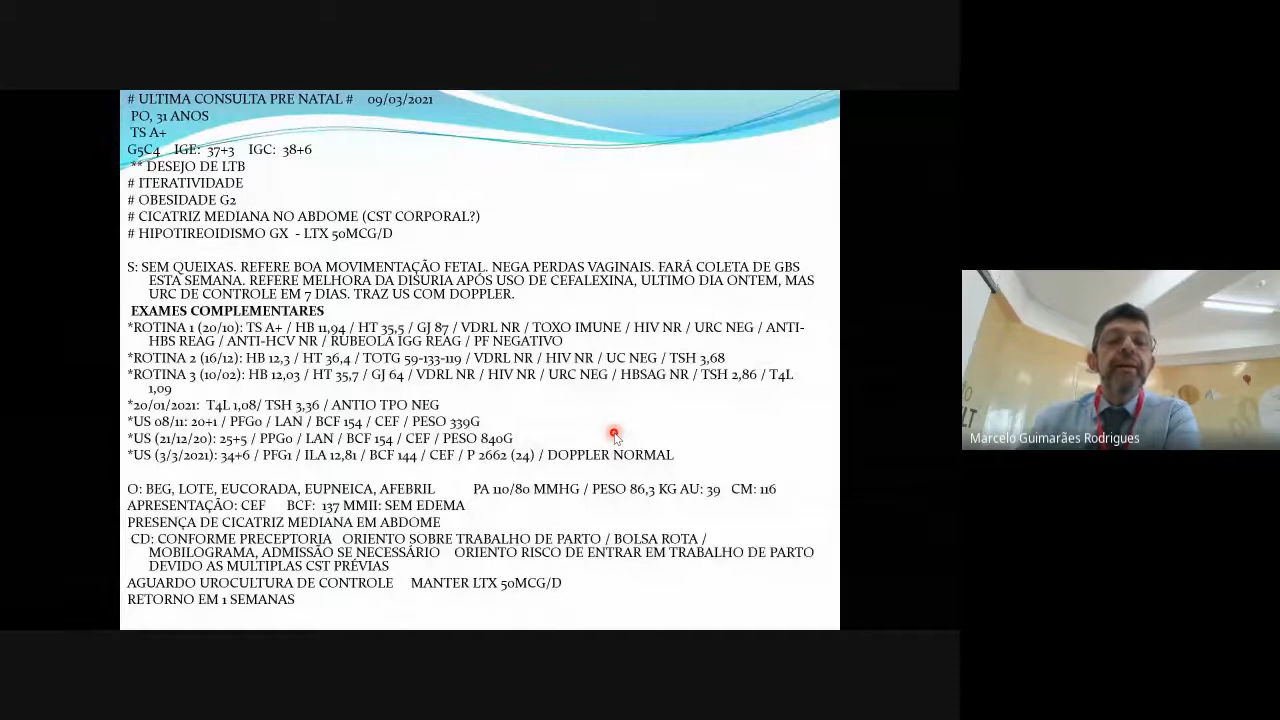 # ULTIMA CONSULTA PRE NATAL # 09/03/2021
PO, 31 ANOS
TS A+
G5C4 IGE: 37+3 IGC: 38+6
** DESEJO DE LTB
# ITERATIVIDADE
# OBESIDADE G2
# CICATRIZ MEDIANA NO ABDOME (CST CORPORAL?)
# HIPOTIREOIDISMO GX - LTX 50MCG/D
S: SEM QUEIXAS. REFERE BOA MOVIMENTAÇÃO FETAL. NEGA PERDAS VAGINAIS. FARÁ COLETA DE GBS
ESTA SEMANA. REFERE MELHORA DA DISURIA APÓS USO DE CEFALEXINA, ULTIMO DIA ONTEM, MAS
URC DE CONTROLE EM 7 DIAS. TRAZ US COM DOPPLER.
EXAMES COMPLEMENTARES
*ROTINA 1 (20/10): TS A+ / HB 11,94 / HT 35,5 / GJ 87 / VDRL NR / TOXO IMUNE / HIV NR / URC NEG / ANTI-
HBS REAG / ANTI-HCV NR / RUBEOLA IGG REAG / PF NEGATIVO
*ROTINA 2 (16/12): HB 12,3 / HT 36,4 / TOTG 59-133-119 / VDRL NR / HIV NR / UC NEG / TSH 3,68
*ROTINA 3 (10/02): HB 12,03 / HT 35,7 / GJ 64 / VDRL NR / HIV NR / URC NEG / HBSAG NR / TSH 2,86 / T4L
1,09
*20/01/2021: T4L 1,08/ TSH 3,36 / ANTIO TPO NEG
*US 08/11: 20+1 / PFG0 / LAN / BCF 154 / CEF / PESO 339G
*US (21/12/20): 25+5 / PPG0 / LAN / BCF 154 / CEF / PESO 840G
*US (3/3/2021): 34+6 / PFG1 / ILA 12,81 / BCF 144 / CEF / P 2662 (24) / DOPPLER NORMAL
O: BEG, LOTE, EUCORADA, EUPNEICA, AFEBRIL PA 110/80 MMHG / PESO 86,3 KG AU: 39 CM: 116
APRESENTAÇÃO: CEF BCF: 137 MMII: SEM EDEMA
PRESENÇA DE CICATRIZ MEDIANA EM ABDOME
CD: CONFORME PRECEPTORIA ORIENTO SOBRE TRABALHO DE PARTO / BOLSA ROTA /
MOBILOGRAMA, ADMISSÃO SE NECESSÁRIO ORIENTO RISCO DE ENTRAR EM TRABALHO DE PARTO
DEVIDO AS MULTIPLAS CST PRÉVIAS
AGUARDO UROCULTURA DE CONTROLE MANTER LTX 50MCG/D
RETORNO EM 1 SEMANAS
Marcelo Guimarães Rodrigues